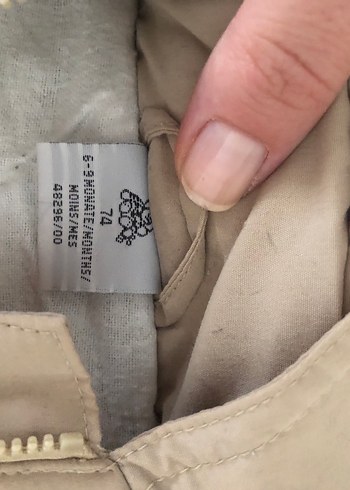 74
6-9 MONATE/MONTHS/
MOINS/MES
48296/00